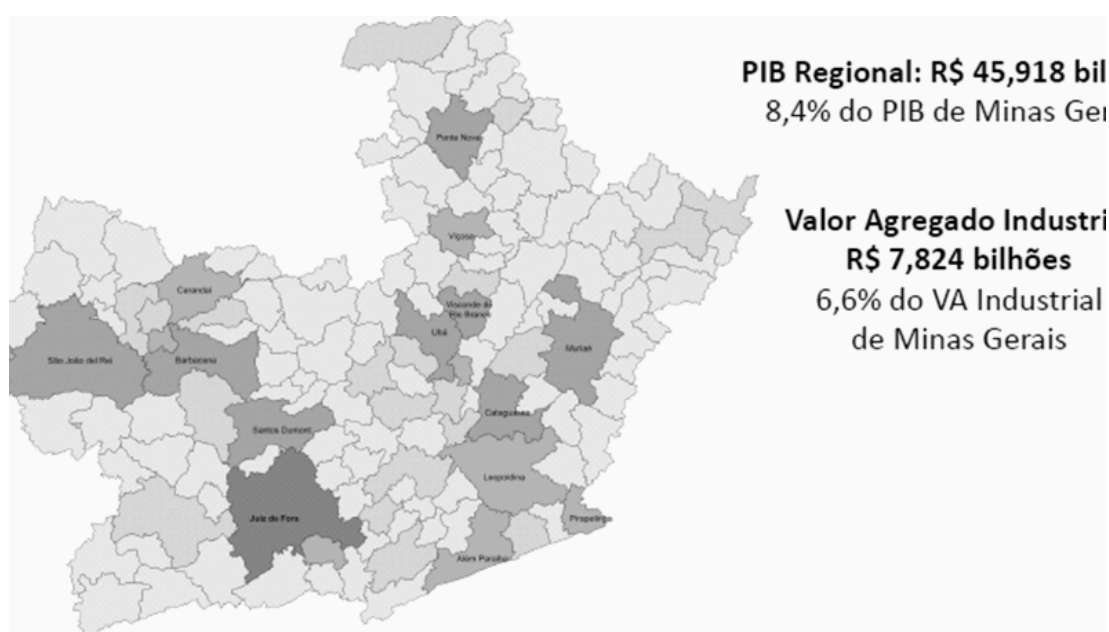 PIB Regional: R$ 45,918 bil
8,4% do PIB de Minas Ger
Valor Agregado Industri
R$ 7,824 bilhões
6,6% do VA Industrial
de Minas Gerais
Ponte Nova
Viçosa
Carandaí
Visconde do
Rio Branco
Ubá
Muriaé
São João del Rei
Barbacena
Cataguases
Santos Dumont
Leopoldina
Juiz de Fora
Pirapetinga
Além Paraíba